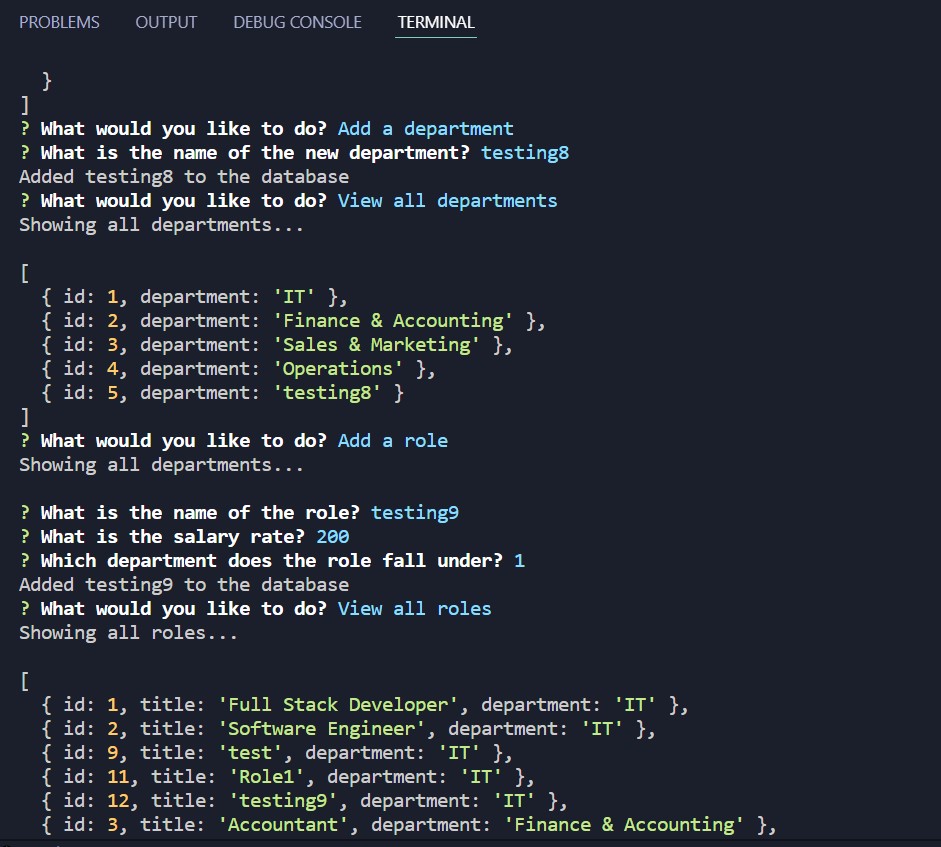 PROBLEMS OUTPUT DEBUG CONSOLE TERMINAL
}
]
? What would you like to do? Add a department
? What is the name of the new department? testing8
Added testing8 to the database
? What would you like to do? View all departments
Showing all departments...
[
{ id: 1, department: 'IT' },
{ id: 2, department: 'Finance & Accounting' },
{ id: 3, department: 'Sales & Marketing' },
{ id: 4, department: 'Operations' },
{ id: 5, department: 'testing8' }
]
? What would you like to do? Add a role
Showing all departments...
? What is the name of the role? testing9
? What is the salary rate? 200
? Which department does the role fall under? 1
Added testing9 to the database
? What would you like to do? View all roles
Showing all roles...
[
{ id: 1, title: 'Full Stack Developer', department: 'IT' },
{ id: 2, title: 'Software Engineer', department: 'IT' },
{ id: 9, title: 'test', department: 'IT' },
{ id: 11, title: 'Role1', department: 'IT' },
{ id: 12, title: 'testing9', department: 'IT' },
{ id: 3, title: 'Accountant', department: 'Finance & Accounting' },